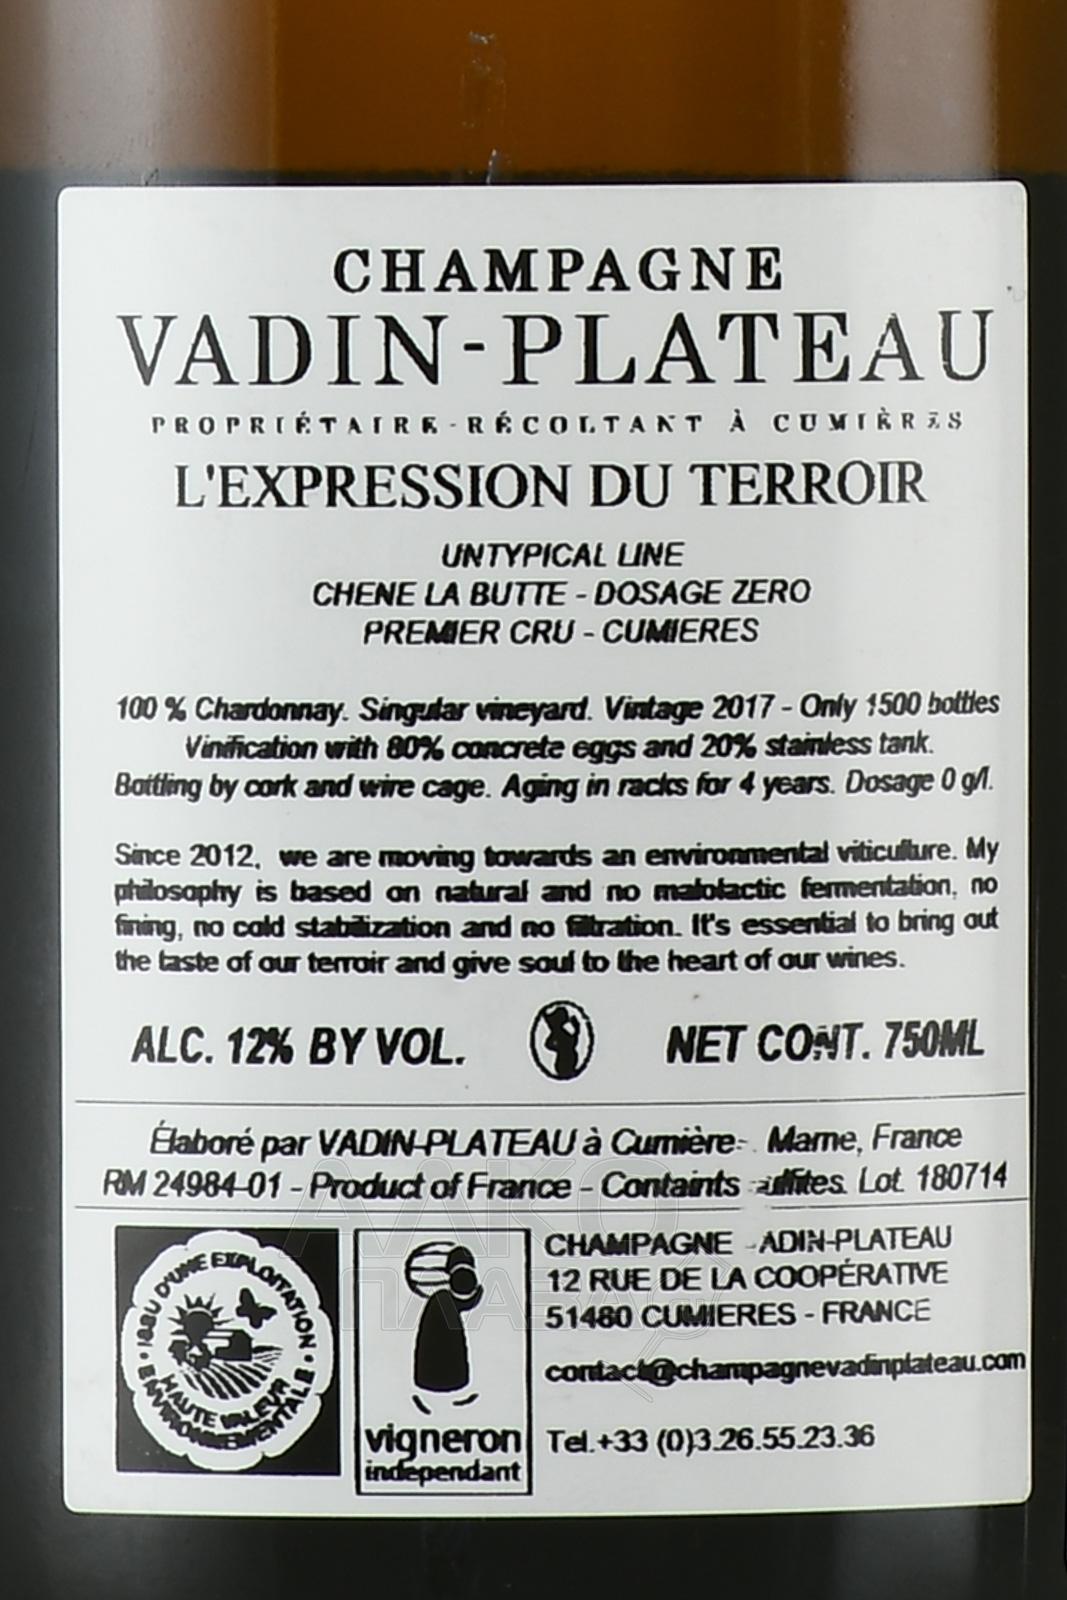 CHAMPAGNE
VADIN-PLATEAU
PROPRIÉTAIRE-RÉCOLTANT À CUMIÈRES
L'EXPRESSION DU TERROIR
UNTYPICAL LINE
CHENE LA BUTTE - DOSAGE ZERO
PREMIER CRU - CUMIERES
100 % Chardonnay. Singular vineyard. Vintage 2017 - Only 1500 bottles
Vinification with 80% concrete eggs and 20% stainless tank.
Bottling by cork and wire cage. Aging in racks for 4 years. Dosage 0 g/l.
Since 2012, we are moving towards an environmental viticulture. My
philosophy is based on natural and no malolactic fermentation, no
fining, no cold stabilization and no filtration. It's essential to bring out
the taste of our terroir and give soul to the heart of our wines.
ALC. 12% BY VOL. NET CONT. 750ML
Élaboré par VADIN-PLATEAU à Cumière Marne, France
RM 24984-01 - Product of France - Containts sulfites. Lot. 180714
ISSU D'UNE EXPLOITATION
HAUTE VALEUR
ENVIRONNEMENTALE
vigneron
independant
CHAMPAGNE ADIN-PLATEAU
12 RUE DE LA COOPÉRATIVE
51480 CUMIERES - FRANCE
contact@champagnevadinplateau.com
Tel.+33 (0)3.26.55.23.36
АЛКО
ПЛАЗА